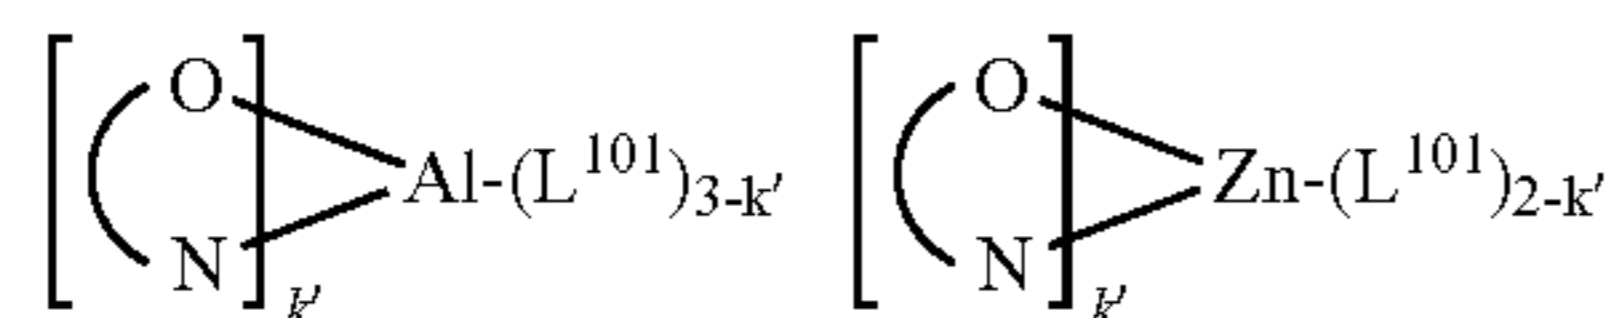 O O
Al-(L¹⁰¹)₃₋ₖ′ Zn-(L¹⁰¹)₂₋ₖ′
N N
k′ k′